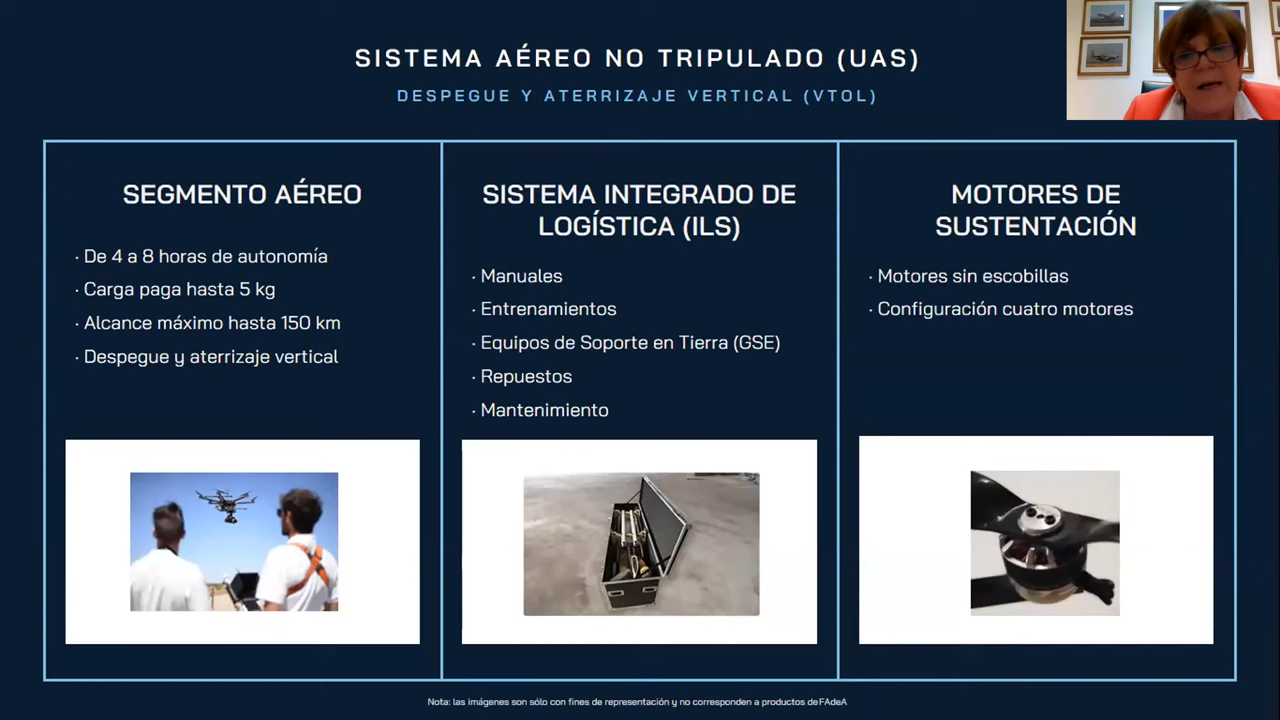 SISTEMA AÉREO NO TRIPULADO (UAS)
DESPEGUE Y ATERRIZAJE VERTICAL (VTOL)
SEGMENTO AÉREO
· De 4 a 8 horas de autonomía
· Carga paga hasta 5 kg
· Alcance máximo hasta 150 km
· Despegue y aterrizaje vertical
SISTEMA INTEGRADO DE
LOGÍSTICA (ILS)
· Manuales
· Entrenamientos
· Equipos de Soporte en Tierra (GSE)
· Repuestos
· Mantenimiento
MOTORES DE
SUSTENTACIÓN
· Motores sin escobillas
· Configuración cuatro motores
Nota: las imágenes son sólo con fines de representación y no corresponden a productos de FAdeA